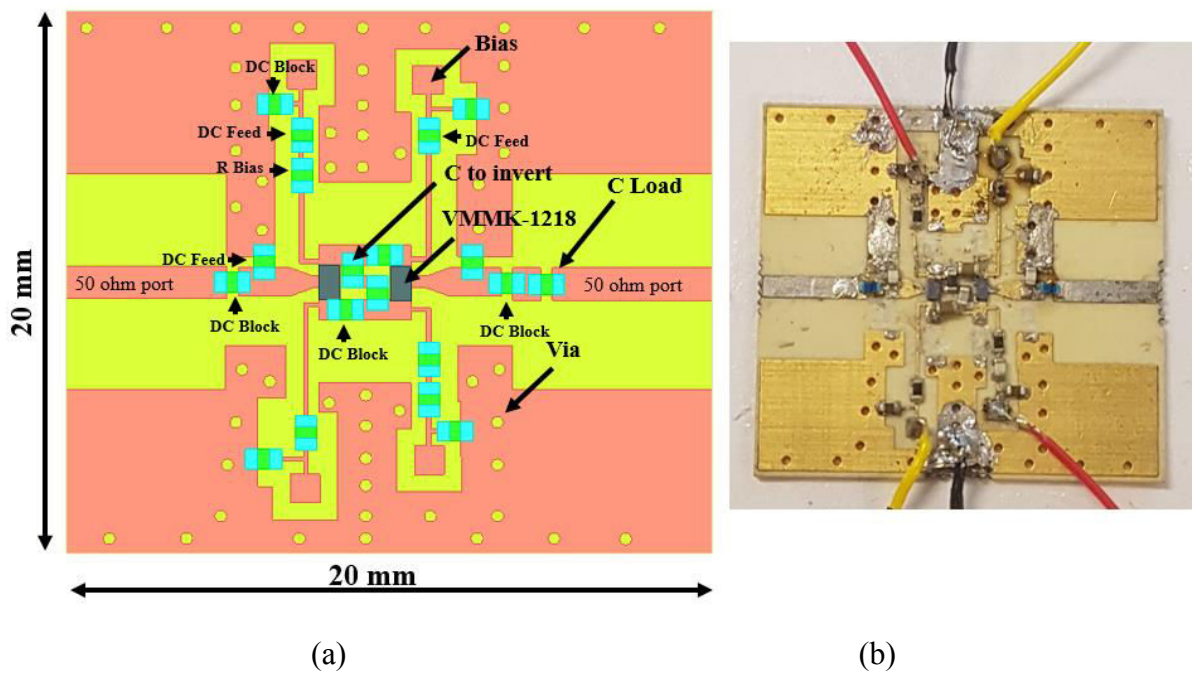 Bias
DC Block
DC Feed
DC Feed
R Bias
C to invert
C Load
VMMK-1218
DC Feed
50 ohm port
50 ohm port
DC Block
DC Block
DC Block
Via
20 mm
20 mm
(a)
(b)